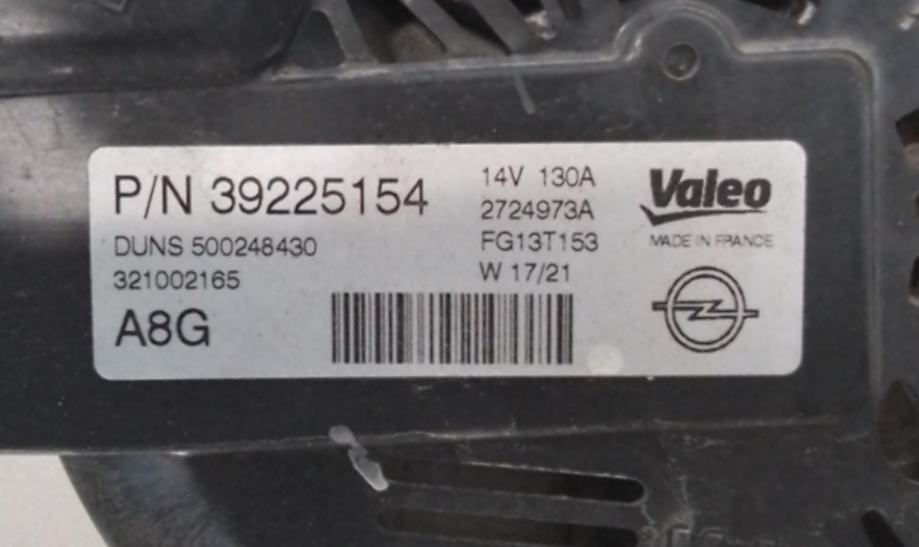 P/N 39225154
DUNS 500248430
321002165
A8G
14V 130A
2724973A
FG13T153
W 17/21
Valeo
MADE IN FRANCE